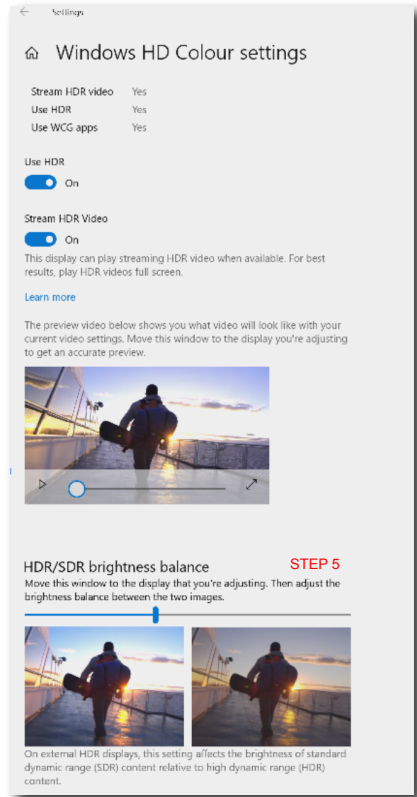 Settings
Windows HD Colour settings
Stream HDR video Yes
Use HDR Yes
Use WCG apps Yes
Use HDR
On
Stream HDR Video
On
This display can play streaming HDR video when available. For best
results, play HDR videos full screen.
Learn more
The preview video below shows you what video will look like with your
current video settings. Move this window to the display you're adjusting
to get an accurate preview.
HDR/SDR brightness balance STEP 5
Move this window to the display that you're adjusting. Then adjust the
brightness balance between the two images.
On external HDR displays, this setting affects the brightness of standard
dynamic range (SDR) content relative to high dynamic range (HDR)
content.